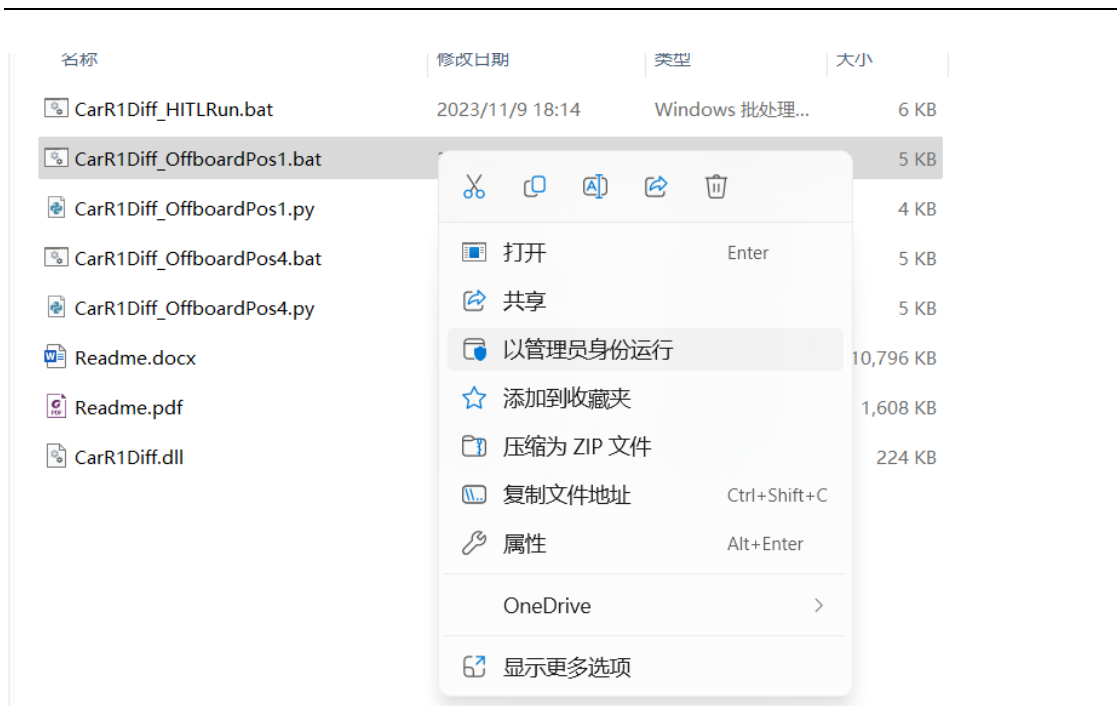 名称 修改日期 类型 大小
CarR1Diff_HITLRun.bat 2023/11/9 18:14 Windows 批处理... 6 KB
CarR1Diff_OffboardPos1.bat 5 KB
CarR1Diff_OffboardPos1.py 4 KB
CarR1Diff_OffboardPos4.bat 5 KB
CarR1Diff_OffboardPos4.py 5 KB
Readme.docx 10,796 KB
Readme.pdf 1,608 KB
CarR1Diff.dll 224 KB
打开 Enter
共享
以管理员身份运行
添加到收藏夹
压缩为 ZIP 文件
复制文件地址 Ctrl+Shift+C
属性 Alt+Enter
OneDrive
显示更多选项